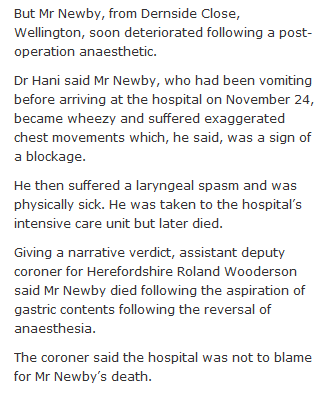 But Mr Newby, from Dernside Close,
Wellington, soon deteriorated following a post-
operation anaesthetic.
Dr Hani said Mr Newby, who had been vomiting
before arriving at the hospital on November 24,
became wheezy and suffered exaggerated
chest movements which, he said, was a sign of
a blockage.
He then suffered a laryngeal spasm and was
physically sick. He was taken to the hospital’s
intensive care unit but later died.
Giving a narrative verdict, assistant deputy
coroner for Herefordshire Roland Wooderson
said Mr Newby died following the aspiration of
gastric contents following the reversal of
anaesthesia.
The coroner said the hospital was not to blame
for Mr Newby’s death.